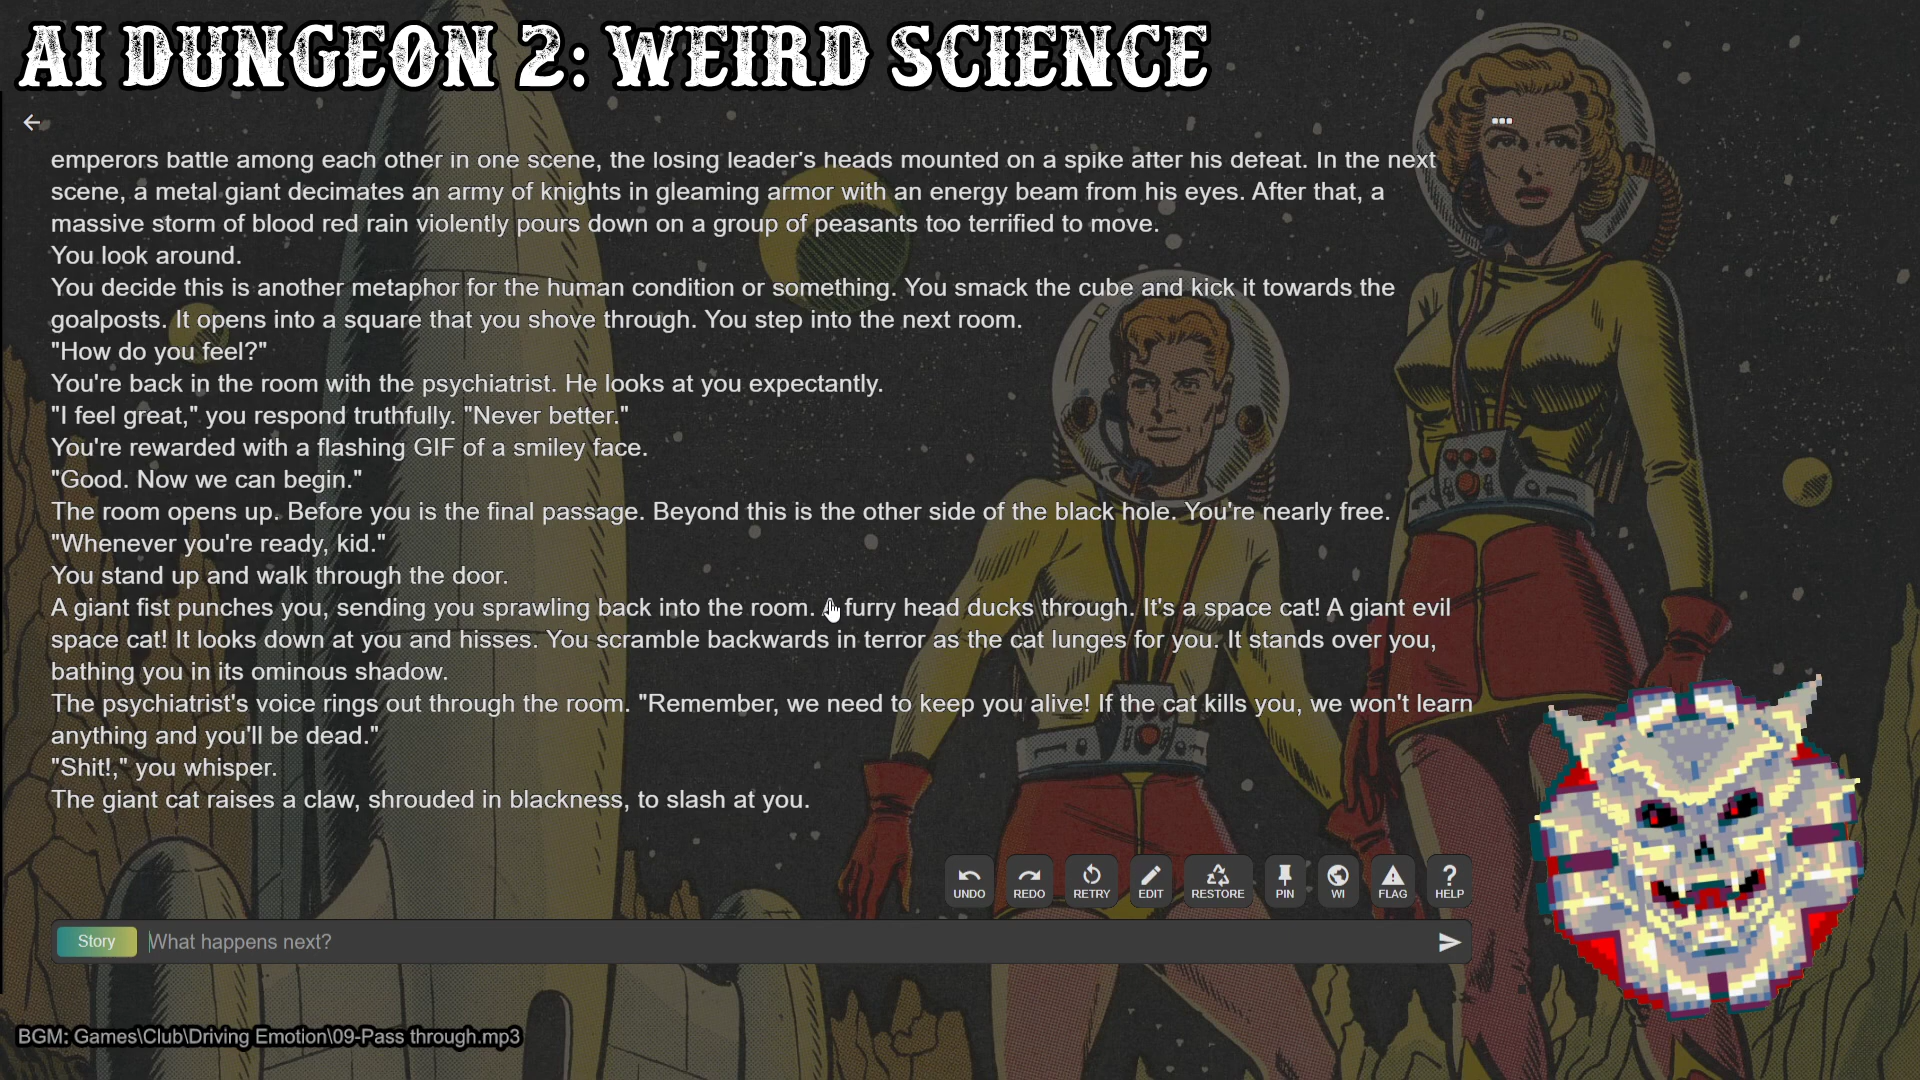 AI DUNGEON 2: WEIRD SCIENCE
emperors battle among each other in one scene, the losing leader's heads mounted on a spike after his defeat. In the next
scene, a metal giant decimates an army of knights in gleaming armor with an energy beam from his eyes. After that, a
massive storm of blood red rain violently pours down on a group of peasants too terrified to move.
You look around.
You decide this is another metaphor for the human condition or something. You smack the cube and kick it towards the
goalposts. It opens into a square that you shove through. You step into the next room.
"How do you feel?"
You're back in the room with the psychiatrist. He looks at you expectantly.
"I feel great," you respond truthfully. "Never better."
You're rewarded with a flashing GIF of a smiley face.
"Good. Now we can begin."
The room opens up. Before you is the final passage. Beyond this is the other side of the black hole. You're nearly free.
"Whenever you're ready, kid."
You stand up and walk through the door.
A giant fist punches you, sending you sprawling back into the room. A furry head ducks through. It's a space cat! A giant evil
space cat! It looks down at you and hisses. You scramble backwards in terror as the cat lunges for you. It stands over you,
bathing you in its ominous shadow.
The psychiatrist's voice rings out through the room. "Remember, we need to keep you alive! If the cat kills you, we won't learn
anything and you'll be dead."
"Shit!," you whisper.
The giant cat raises a claw, shrouded in blackness, to slash at you.
UNDO REDO RETRY EDIT RESTORE PIN WI FLAG HELP
Story What happens next?
BGM: Games\Club\Driving Emotion\09-Pass through.mp3